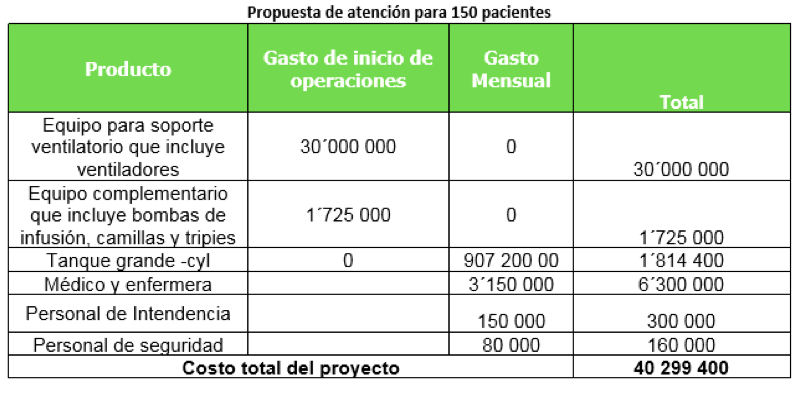 Propuesta de atención para 150 pacientes
Producto
Gasto de inicio de
operaciones
Gasto
Mensual
Total
Equipo para soporte
ventilatorio que incluye
ventiladores
30´000 000
0
30´000 000
Equipo complementario
que incluye bombas de
infusión, camillas y tripies
1´725 000
0
1´725 000
Tanque grande -cyl
0
907 200 00
1´814 400
Médico y enfermera
3´150 000
6´300 000
Personal de Intendencia
150 000
300 000
Personal de seguridad
80 000
160 000
Costo total del proyecto
40 299 400